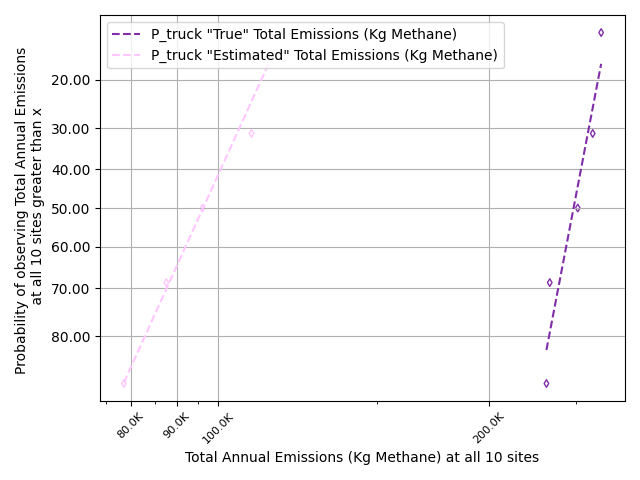 P_truck "True" Total Emissions (Kg Methane)
P_truck "Estimated" Total Emissions (Kg Methane)
Probability of observing Total Annual Emissions
at all 10 sites greater than x
20.00
30.00
40.00
50.00
60.00
70.00
80.00
80.0K
90.0K
100.0K
200.0K
Total Annual Emissions (Kg Methane) at all 10 sites